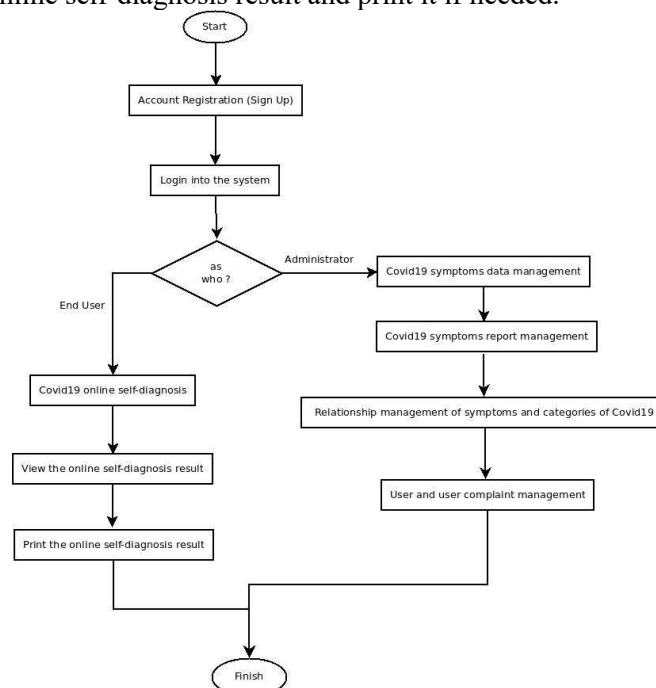 nline self-diagnosis result and print it if needed.
Start
Account Registration (Sign Up)
Login into the system
as
who ?
Administrator
End User
Covid19 symptoms data management
Covid19 symptoms report management
Relationship management of symptoms and categories of Covid19
User and user complaint management
Covid19 online self-diagnosis
View the online self-diagnosis result
Print the online self-diagnosis result
Finish